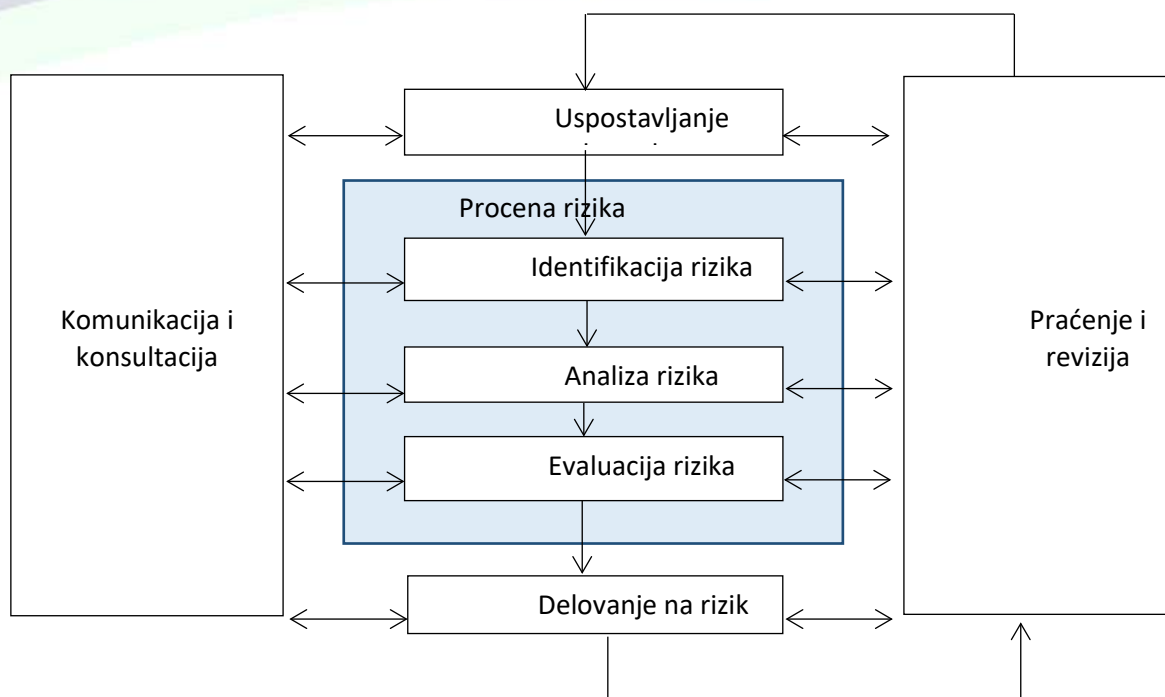 Uspostavljanje
Procena rizika
Identifikacija rizika
Komunikacija i
konsultacija
Praćenje i
revizija
Analiza rizika
Evaluacija rizika
Delovanje na rizik